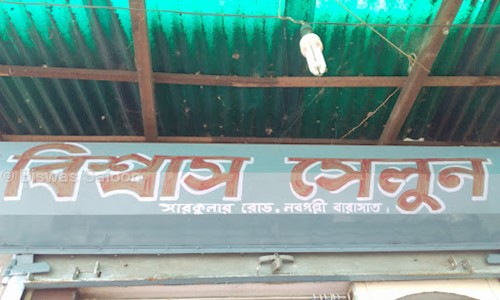 বিশ্বাস সেলুন
সারকুলার রোড. নবপল্লী বারাসাত.
© Biswas Saloon